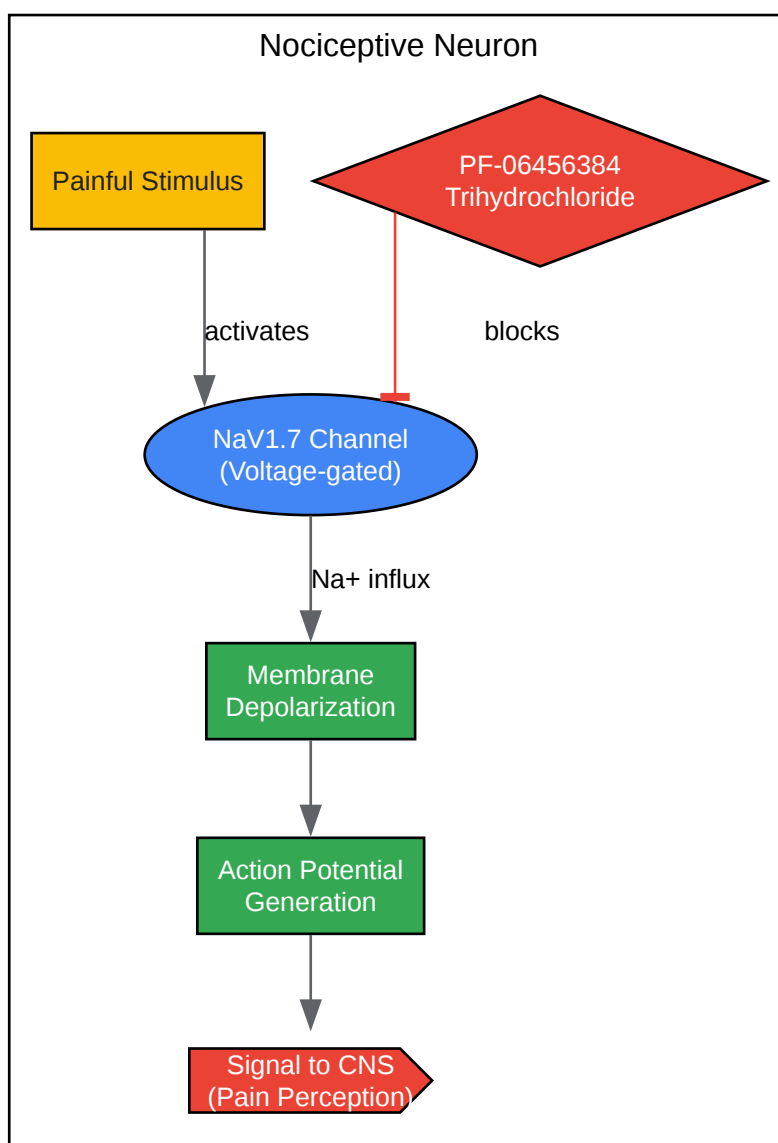 Nociceptive Neuron
Painful Stimulus
PF-06456384
Trihydrochloride
activates
blocks
NaV1.7 Channel
(Voltage-gated)
Na+ influx
Membrane
Depolarization
Action Potential
Generation
Signal to CNS
(Pain Perception)